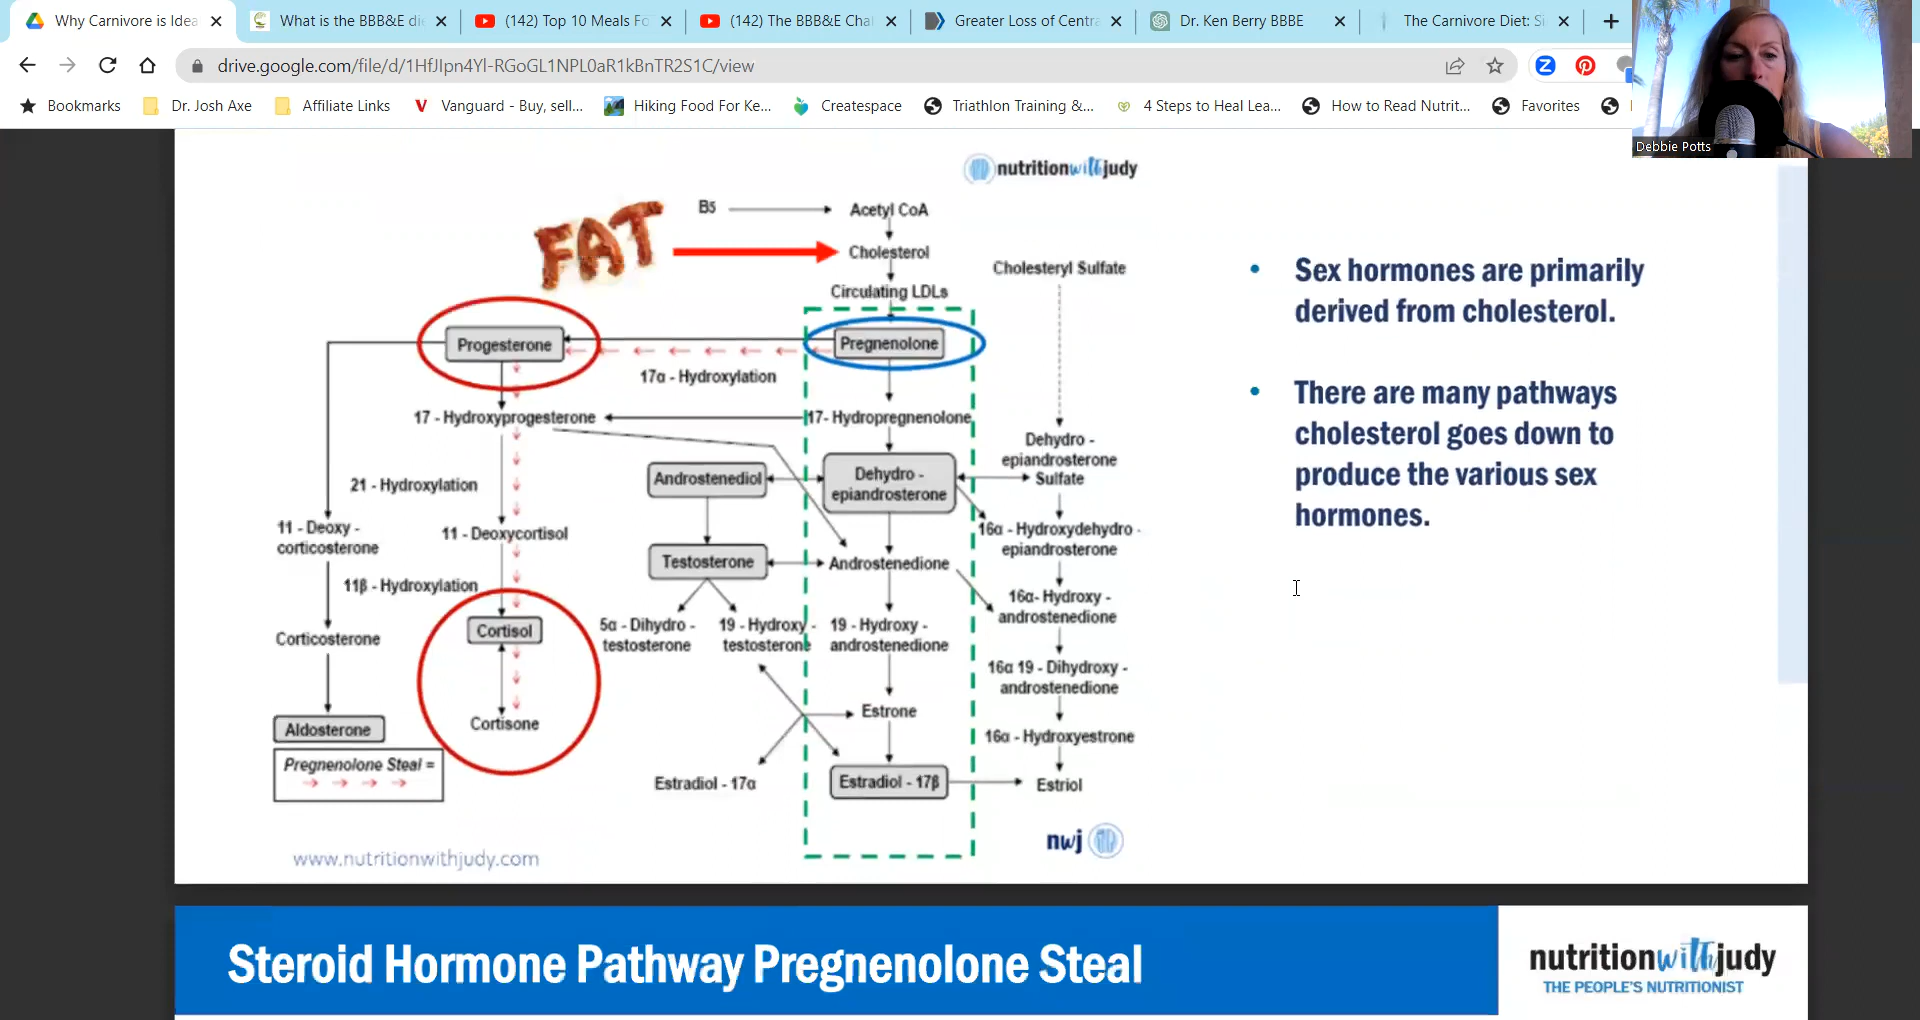 Why Carnivore is Idea
What is the BBB&E di
(142) Top 10 Meals Fo
(142) The BBB&E Chal
Greater Loss of Centra
Dr. Ken Berry BBBE
The Carnivore Diet: Si
drive.google.com/file/d/1HfJIpn4Yl-RGoGL1NPL0aR1kBnTR2S1C/view
Bookmarks
Dr. Josh Axe
Affiliate Links
Vanguard - Buy, sell...
Hiking Food For Ke...
Createspace
Triathlon Training &...
4 Steps to Heal Lea...
How to Read Nutrit...
Favorites
Debbie Potts
nutritionwithjudy
FAT
B5
Acetyl CoA
Cholesterol
Cholesteryl Sulfate
Circulating LDLs
Progesterone
Pregnenolone
17α - Hydroxylation
17 - Hydroxyprogesterone
17- Hydropregnenolone
Dehydro -
epiandrosterone
Sulfate
Androstenediol
Dehydro -
epiandrosterone
21 - Hydroxylation
11 - Deoxy -
corticosterone
11 - Deoxycortisol
16α - Hydroxydehydro -
epiandrosterone
Testosterone
Androstenedione
11β - Hydroxylation
16α- Hydroxy -
androstenedione
Cortisol
Corticosterone
5α - Dihydro -
testosterone
19 - Hydroxy -
testosterone
19 - Hydroxy -
androstenedione
16α 19 - Dihydroxy -
androstenedione
Cortisone
Estrone
Aldosterone
16α - Hydroxyestrone
Pregnenolone Steal =
Estradiol - 17α
Estradiol - 17β
Estriol
nwj
www.nutritionwithjudy.com
• Sex hormones are primarily
derived from cholesterol.
• There are many pathways
cholesterol goes down to
produce the various sex
hormones.
Steroid Hormone Pathway Pregnenolone Steal
nutritionwithjudy
THE PEOPLE'S NUTRITIONIST